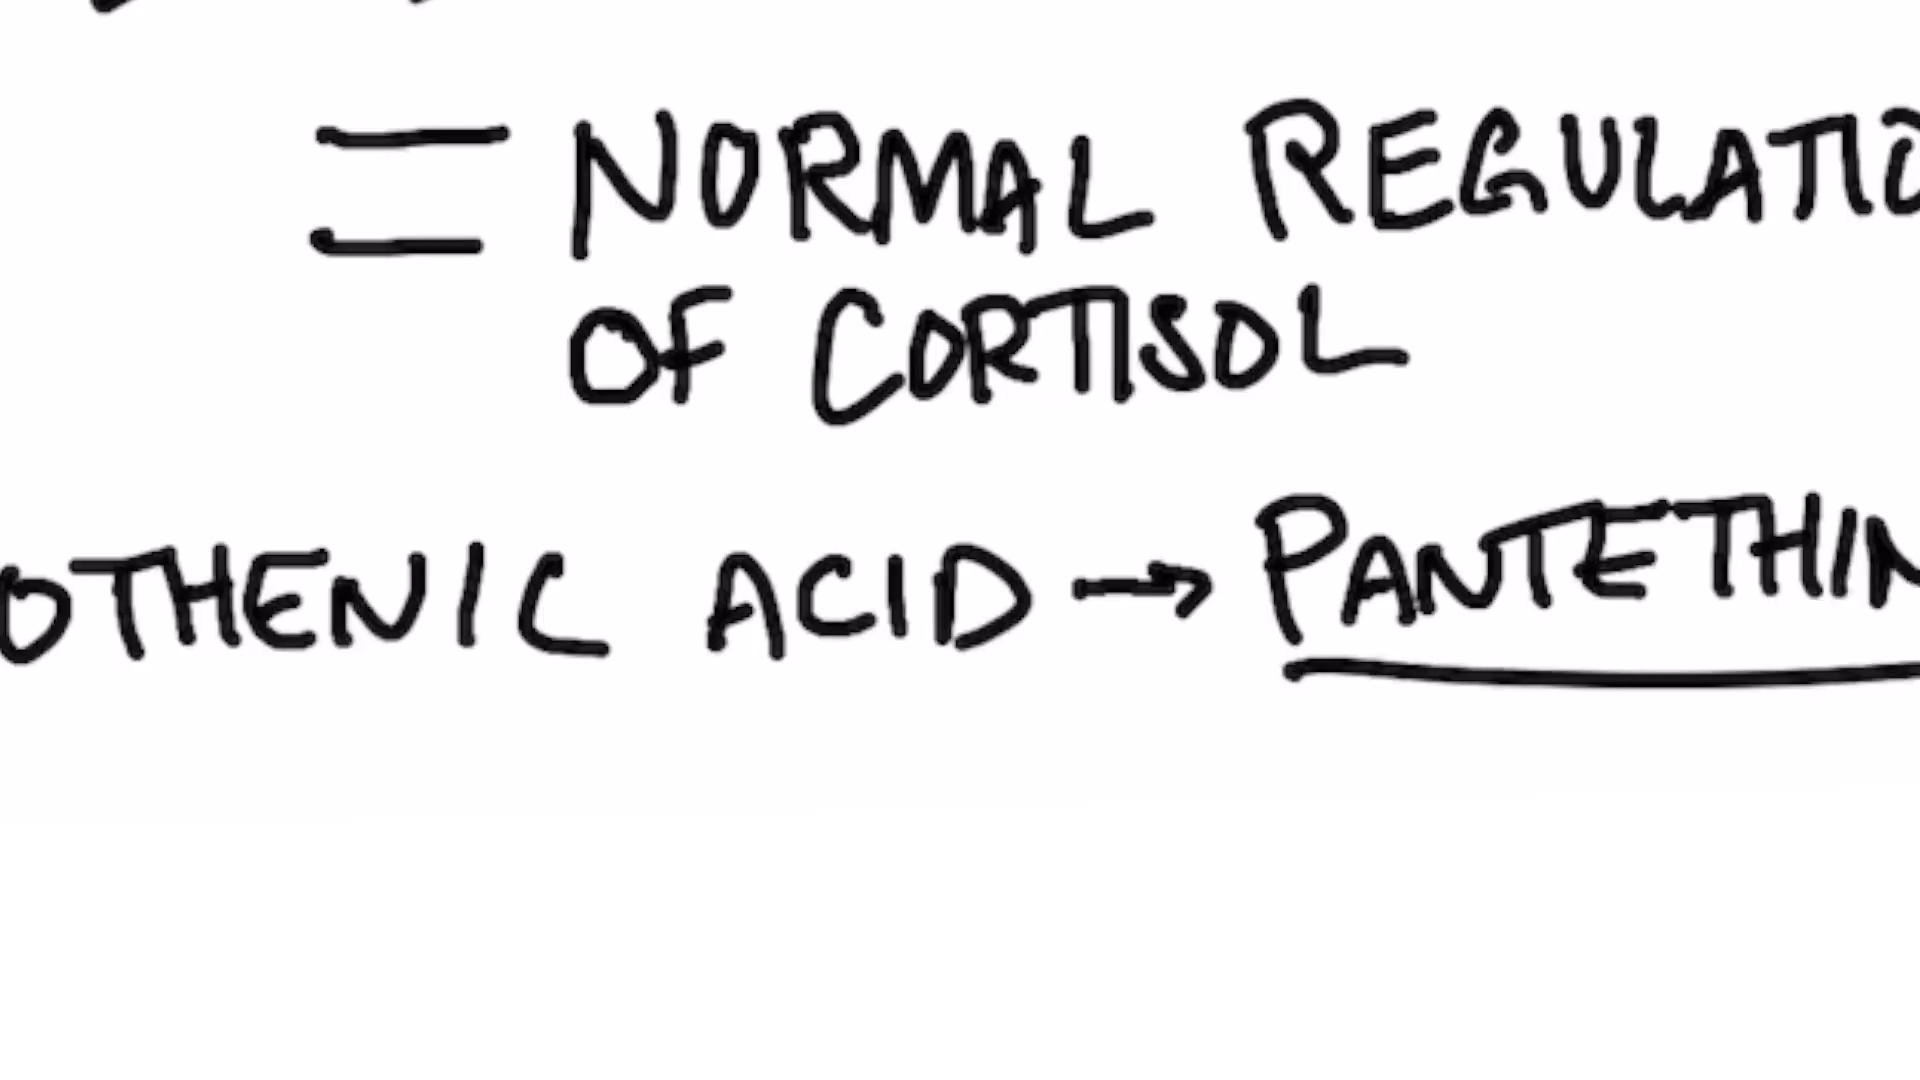 = NORMAL REGULATIO
OF CORTISOL
OTHENIC ACID → PANTETHIN